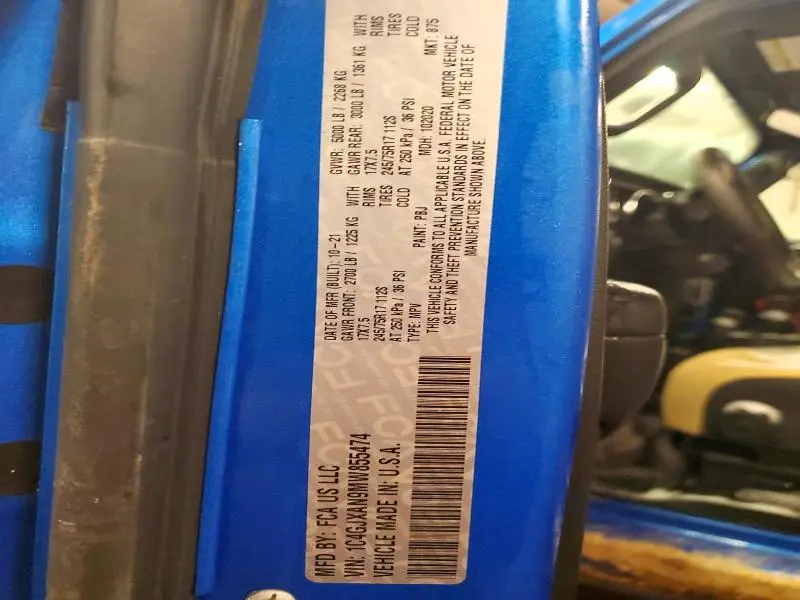 MFD BY: FCA US LLC
VIN: 1C4GJXAN9MW855474
VEHICLE MADE IN: U.S.A.
DATE OF MFR (BUILT): 10-21
GVWR: 5000 LB / 2268 KG
GAWR FRONT: 2700 LB / 1225 KG WITH
17X7.5 RIMS
245/75R17 112S TIRES
AT 250 kPa / 36 PSI COLD
GAWR REAR: 3000 LB / 1361 KG WITH
17X7.5 RIMS
245/75R17 112S TIRES
AT 250 kPa / 36 PSI COLD
TYPE: MPV PAINT: PBJ MDH: 102020 MKT: 875
THIS VEHICLE CONFORMS TO ALL APPLICABLE U.S.A. FEDERAL MOTOR VEHICLE
SAFETY AND THEFT PREVENTION STANDARDS IN EFFECT ON THE DATE OF
MANUFACTURE SHOWN ABOVE.